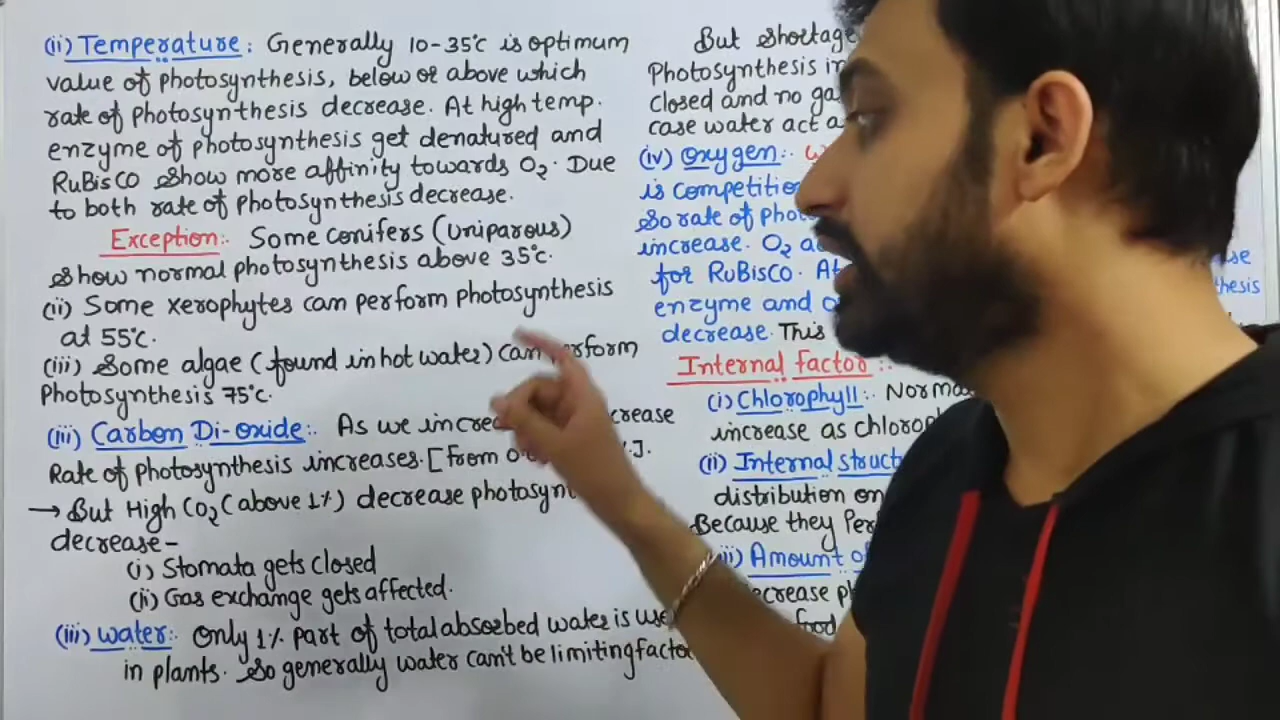 (ii) Temperature: Generally 10-35°c is optimum
value of photosynthesis, below or above which
rate of photosynthesis decrease. At high temp.
enzyme of photosynthesis get denatured and
RuBisCO show more affinity towards O2. Due
to both rate of photosynthesis decrease.
Exception:- Some conifers (uniparous)
show normal photosynthesis above 35°c.
(ii) Some xerophytes can perform photosynthesis
at 55°c.
(iii) Some algae (found in hot water) can perform
Photosynthesis 75°c.
(iii) Carbon Di-oxide:- As we
Rate of photosynthesis increases. [from
→ But High CO2 (above 1%) decrease
decrease-
(i) Stomata gets closed
(ii) Gas exchange gets affected.
(iii) water:- Only 1% part of total absorbed water is
in plants. So generally water can't be limiting
But shortage
Photosynthesis
closed and no
case water act
(iv) Oxygen:-
is
So rate of
increase. O2
for RuBisCO. At
enzyme and
decrease. This
Internal factor:-
(i) Chlorophyll:-
increase as
(ii) Internal
distribution on
Because they
Amount